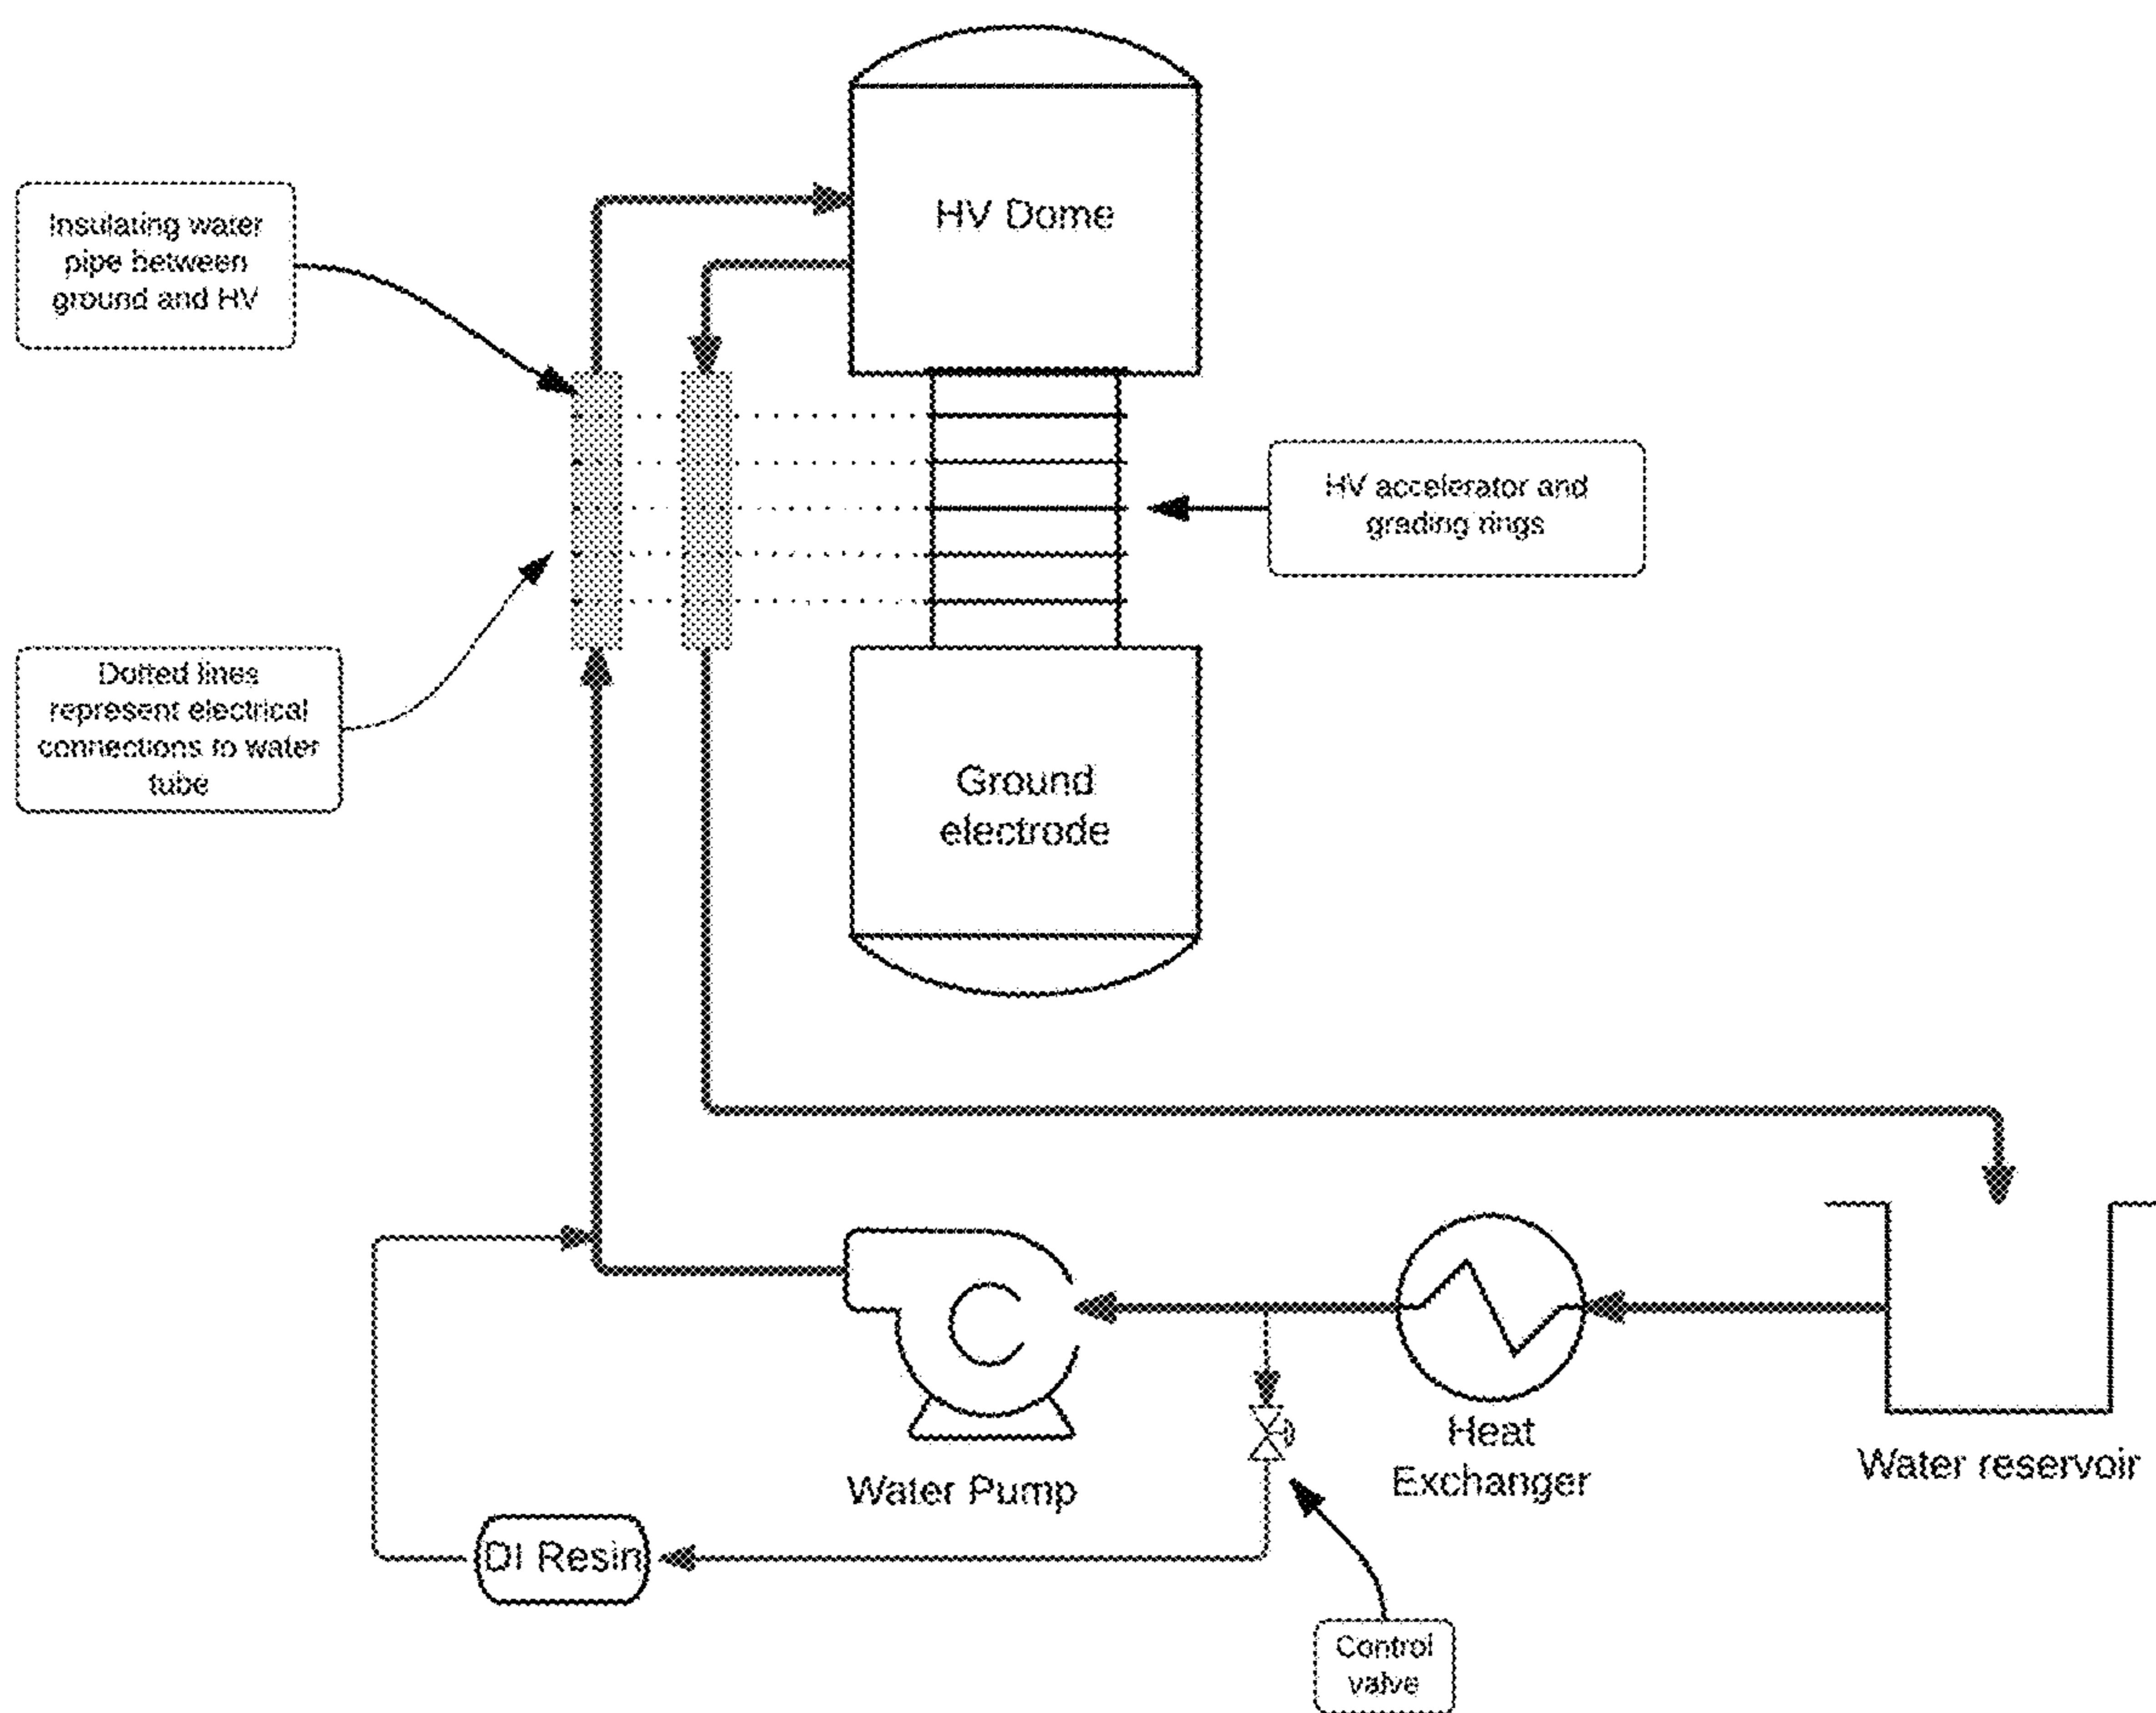 HV Dome
Insulating water
pipe between
ground and HV
HV accelerator and
grading rings
Dotted lines
represent electrical
connections to water
tube
Ground
electrode
Water Pump
Heat
Exchanger
Water reservoir
DI Resin
Control
valve